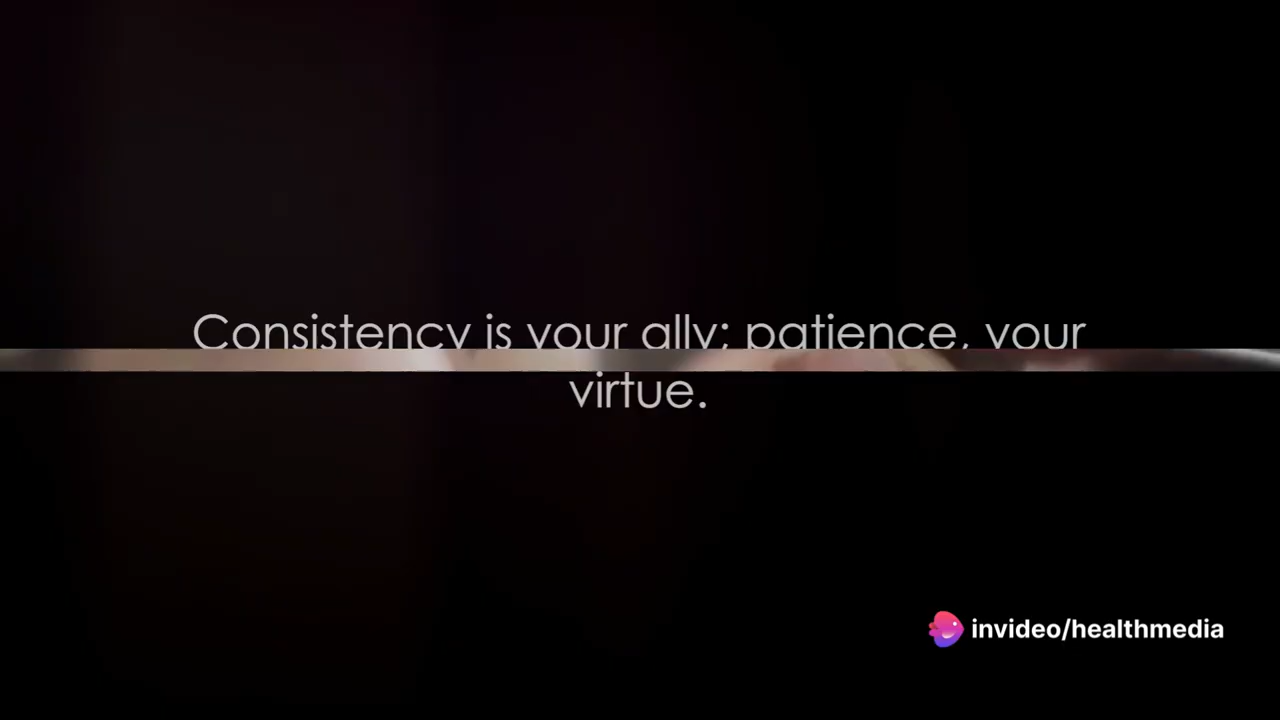 Consistency is your ally; patience, your
virtue.
invideo/healthmedia